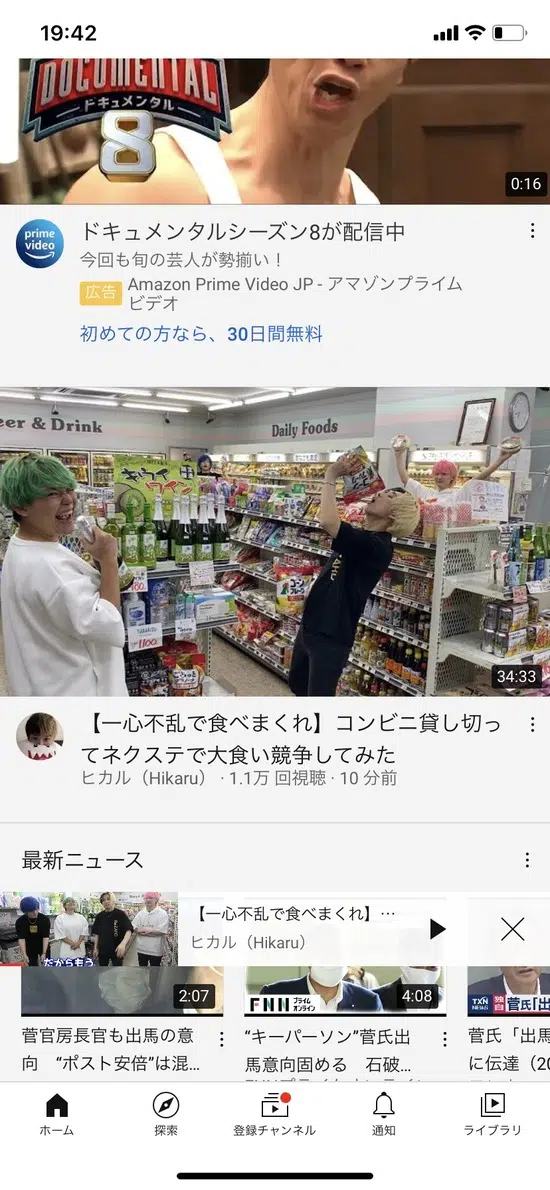 19:42
DOCUMENTAL
ドキュメンタル
8
0:16
prime video
ドキュメンタルシーズン8が配信中
今回も旬の芸人が勢揃い！
広告 Amazon Prime Video JP - アマゾンプライム
ビデオ
初めての方なら、30日間無料
eer & Drink
Daily Foods
キウイ
ワイン
34:33
【一心不乱で食べまくれ】コンビニ貸し切っ
てネクステで大食い競争してみた
ヒカル（Hikaru）・1.1万 回視聴・10 分前
最新ニュース
【一心不乱で食べまくれ】…
ヒカル（Hikaru）
だからもう
2:07
FNN プライム オンライン
4:08
TXN NEWS 独自 菅氏「出
菅官房長官も出馬の意
向 “ポスト安倍”は混...
“キーパーソン”菅氏出
馬意向固める 石破...
菅氏「出馬
に伝達（20
ホーム
探索
登録チャンネル
通知
ライブラリ